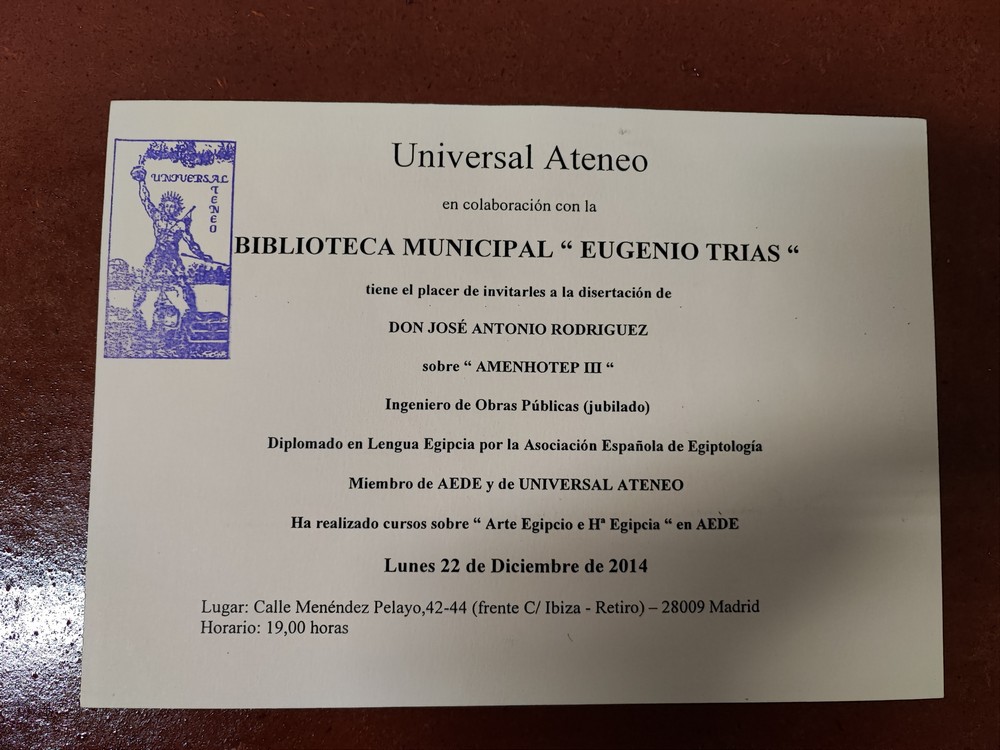 UNIVERSAL
ATENEO
Universal Ateneo
en colaboración con la
BIBLIOTECA MUNICIPAL “ EUGENIO TRIAS “
tiene el placer de invitarles a la disertación de
DON JOSÉ ANTONIO RODRIGUEZ
sobre “ AMENHOTEP III “
Ingeniero de Obras Públicas (jubilado)
Diplomado en Lengua Egipcia por la Asociación Española de Egiptología
Miembro de AEDE y de UNIVERSAL ATENEO
Ha realizado cursos sobre “ Arte Egipcio e Hª Egipcia “ en AEDE
Lunes 22 de Diciembre de 2014
Lugar: Calle Menéndez Pelayo,42-44 (frente C/ Ibiza - Retiro) – 28009 Madrid
Horario: 19,00 horas